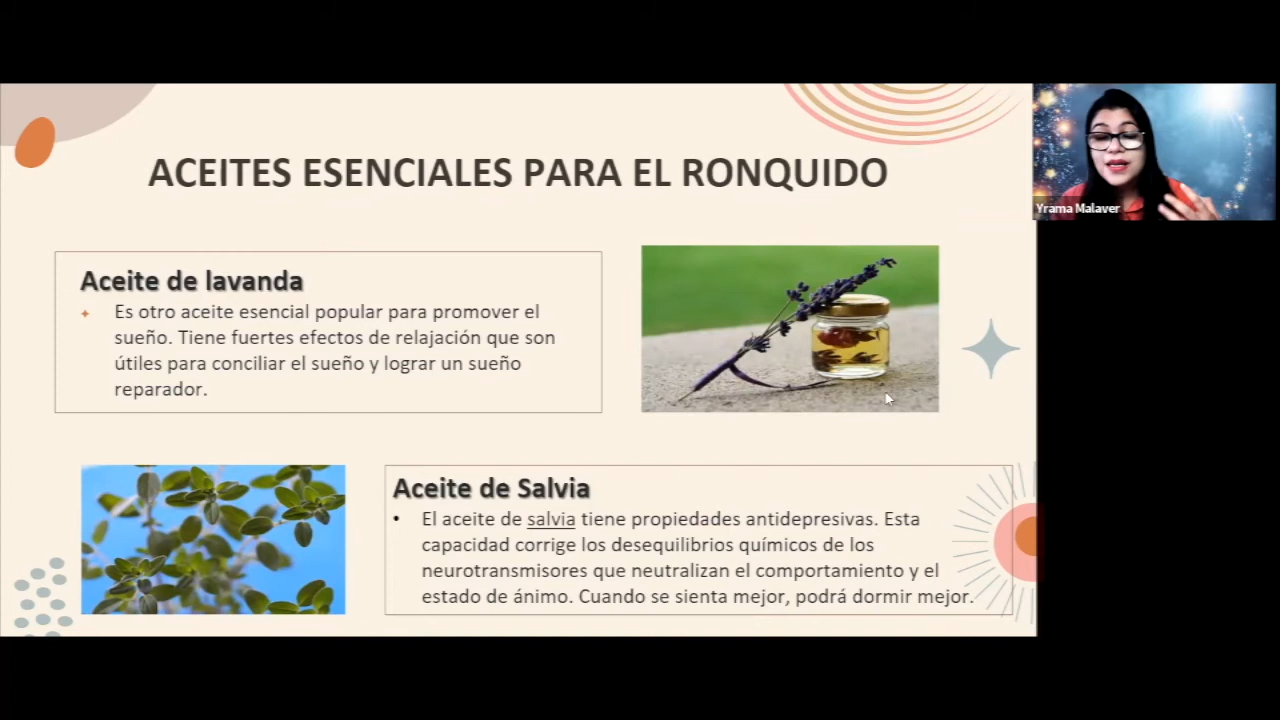 ACEITES ESENCIALES PARA EL RONQUIDO
Yrama Malaver
Aceite de lavanda
Es otro aceite esencial popular para promover el
sueño. Tiene fuertes efectos de relajación que son
útiles para conciliar el sueño y lograr un sueño
reparador.
Aceite de Salvia
• El aceite de salvia tiene propiedades antidepresivas. Esta
capacidad corrige los desequilibrios químicos de los
neurotransmisores que neutralizan el comportamiento y el
estado de ánimo. Cuando se sienta mejor, podrá dormir mejor.